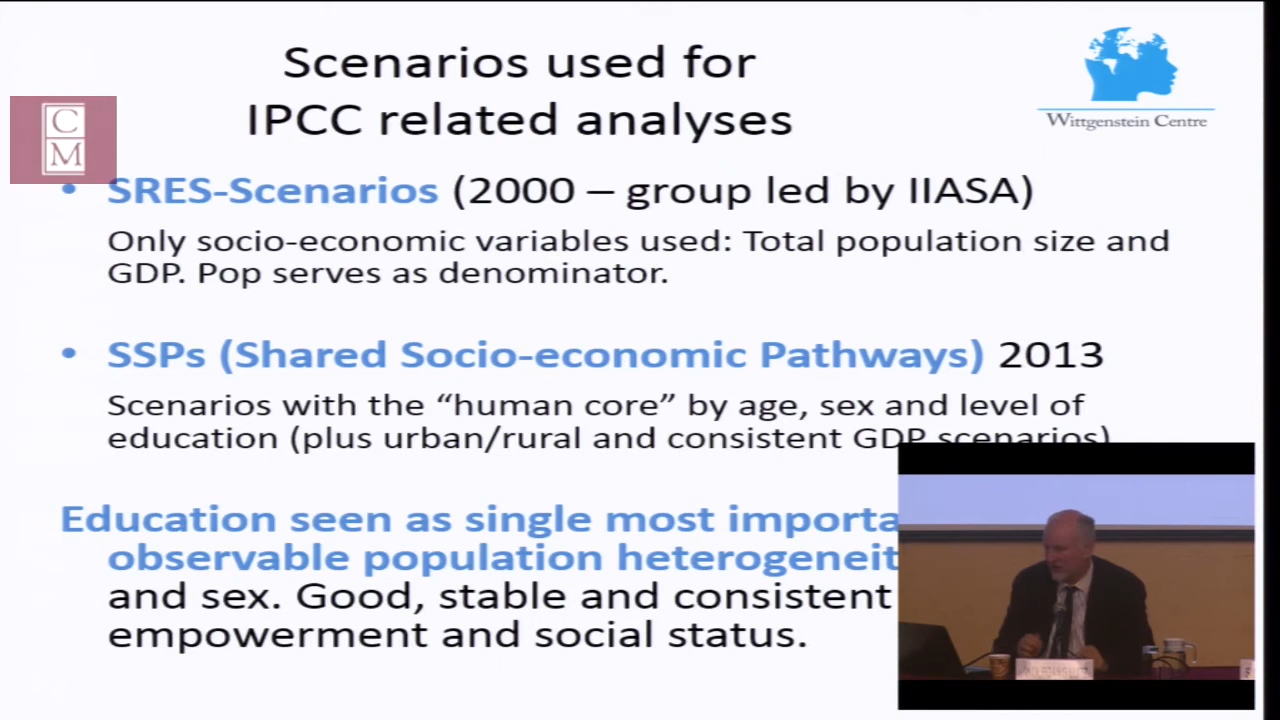 Scenarios used for
IPCC related analyses
Wittgenstein Centre
C
M
• SRES-Scenarios (2000 – group led by IIASA)
Only socio-economic variables used: Total population size and
GDP. Pop serves as denominator.
• SSPs (Shared Socio-economic Pathways) 2013
Scenarios with the “human core” by age, sex and level of
education (plus urban/rural and consistent GDP scenarios)
Education seen as single most importa
observable population heterogeneit
and sex. Good, stable and consistent
empowerment and social status.